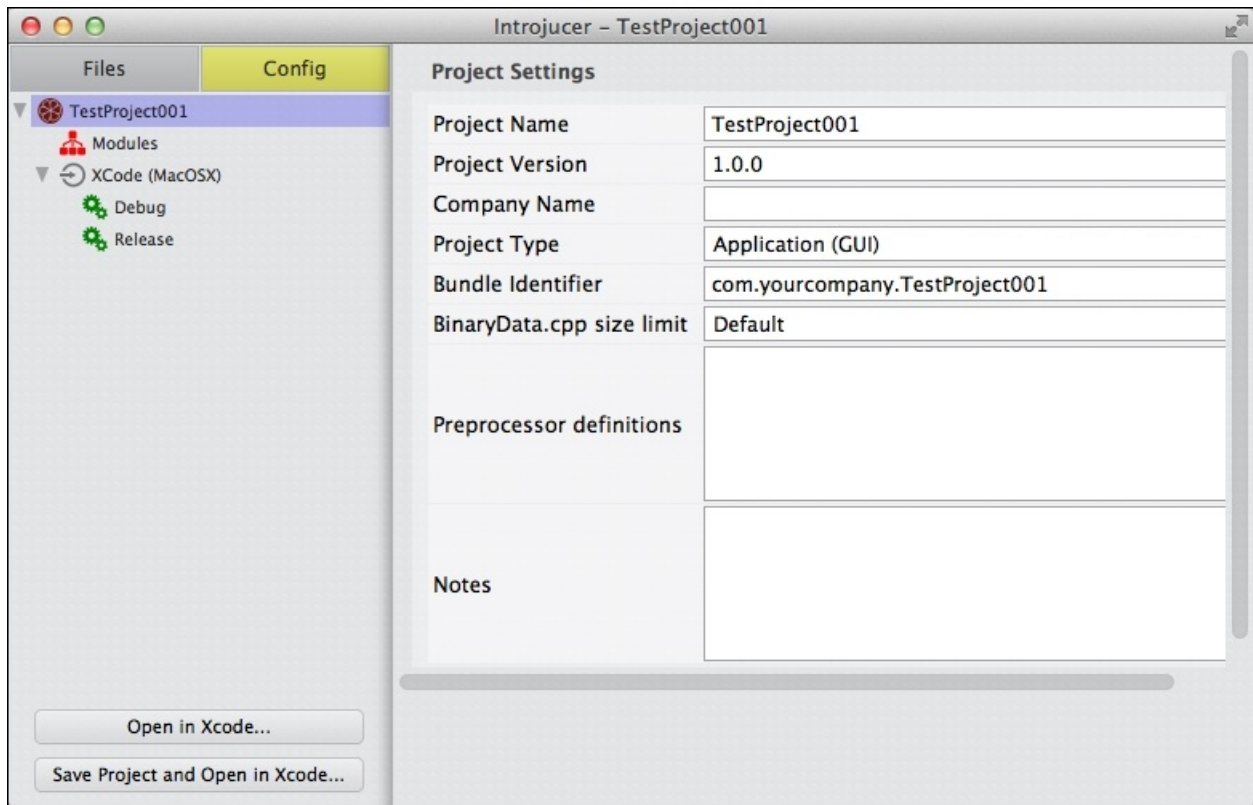 Introjucer – TestProject001
Files
Config
TestProject001
Modules
XCode (MacOSX)
Debug
Release
Open in Xcode...
Save Project and Open in Xcode...
Project Settings
Project Name
TestProject001
Project Version
1.0.0
Company Name
Project Type
Application (GUI)
Bundle Identifier
com.yourcompany.TestProject001
BinaryData.cpp size limit
Default
Preprocessor definitions
Notes